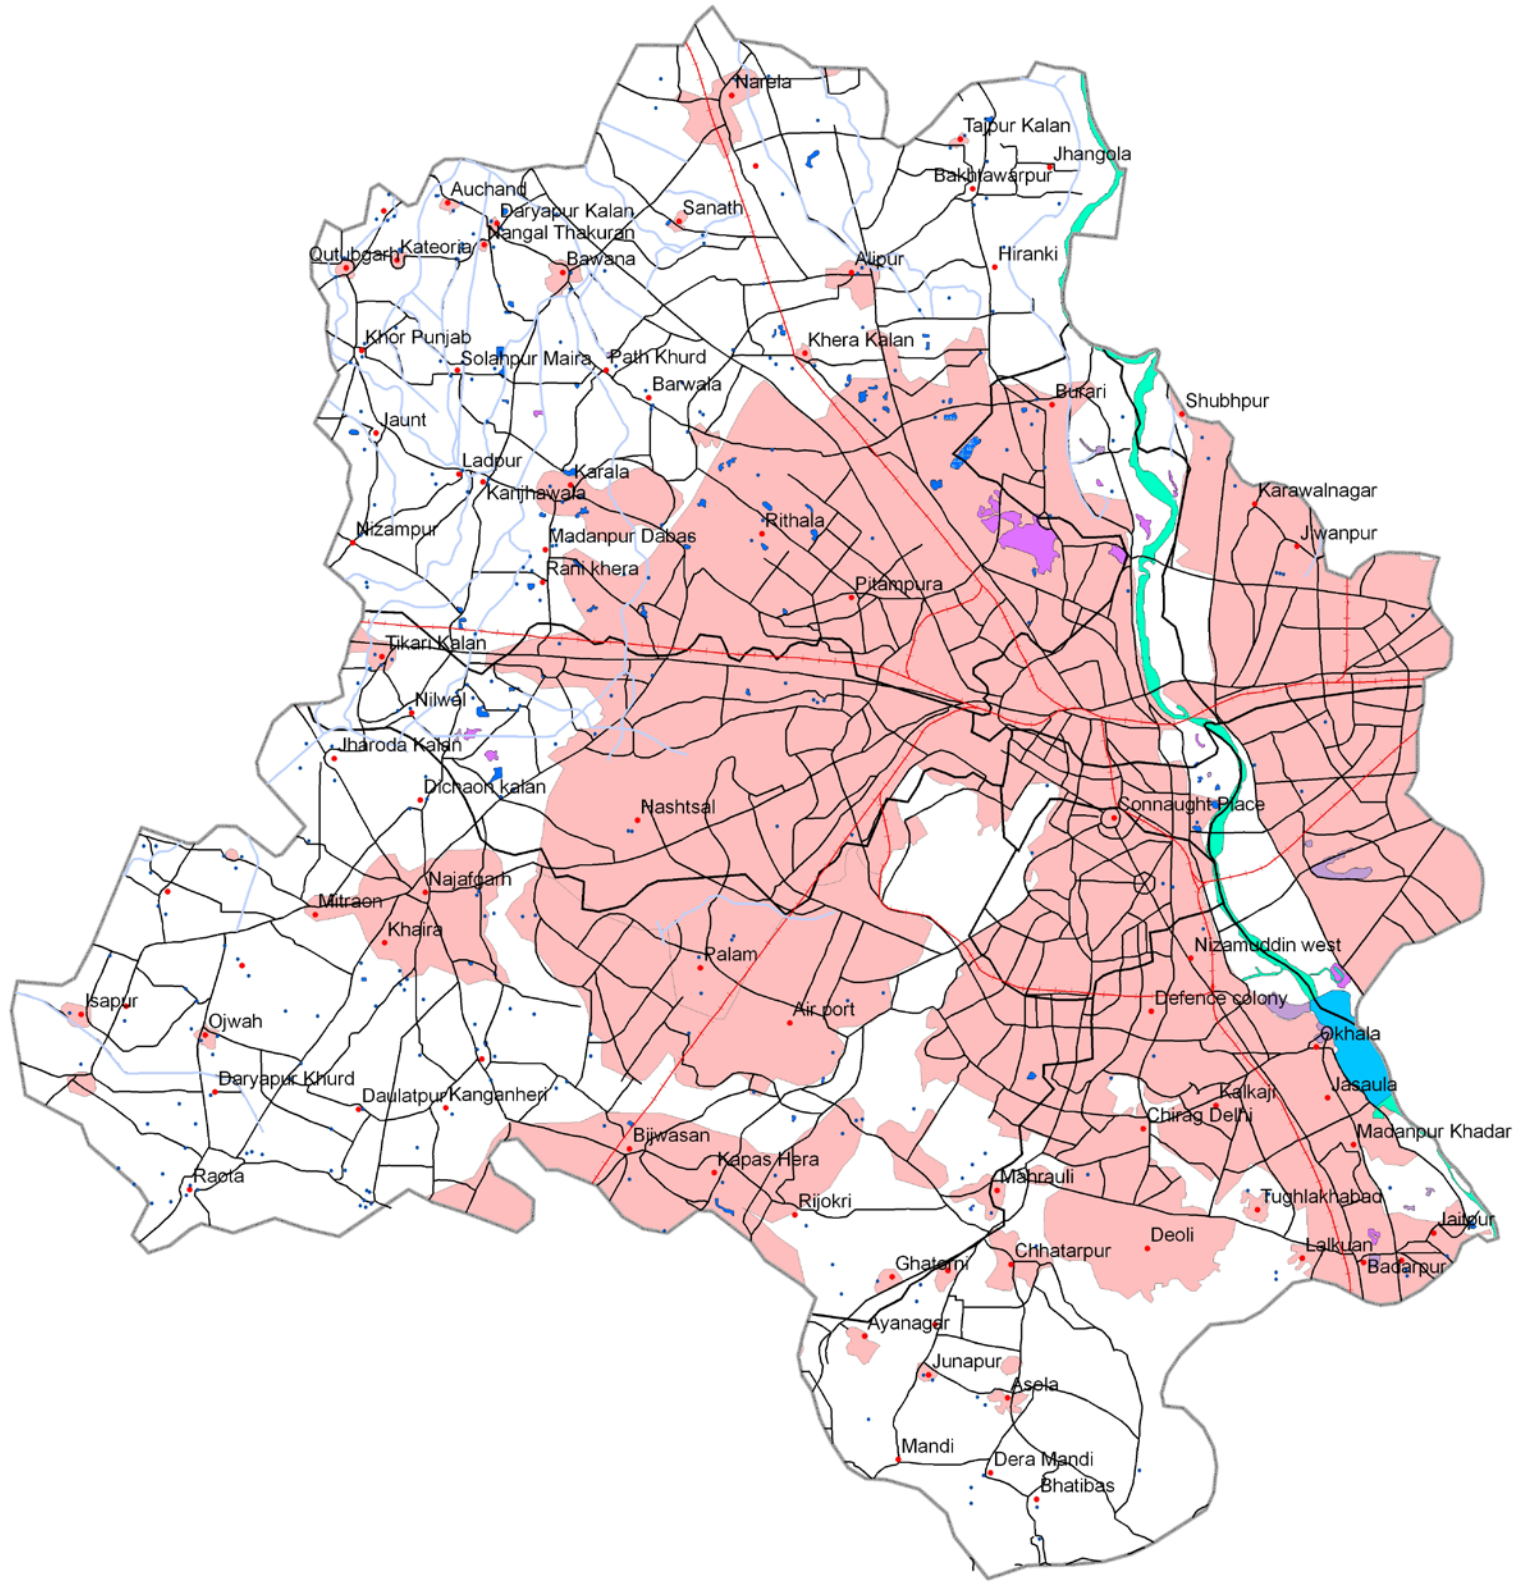 Narela
Tajpur Kalan
Jhangola
Bakhtawarpur
Auchand
Daryapur Kalan
Sanath
Nangal Thakuran
Kateoria
Qutubgarh
Bawana
Alipur
Hiranki
Khor Punjab
Khera Kalan
Solahpur Maira
Path Khurd
Barwala
Burari
Shubhpur
Jaunt
Ladpur
Karala
Kanjhawala
Karawalnagar
Nizampur
Rithala
Madanpur Dabas
J.wanpur
Rani khera
Pitampura
Tikari Kalan
Nilwal
Jharoda Kalan
Dichaon kalan
Nashtsal
Connaught Place
Najafgarh
Mitraon
Khaira
Nizamuddin west
Palam
Isapur
Air port
Defence colony
Ojwah
Okhala
Daryapur Khurd
Daulatpur
Kanganheri
Jasaula
Kalkaji
Chirag Delhi
Madanpur Khadar
Bijwasan
Kapas Hera
Raota
Mahrauli
Tughlakhabad
Rijokri
Jaitpur
Deoli
Lalkuan
Chhatarpur
Ghatorni
Badarpur
Ayanagar
Junapur
Asola
Mandi
Dera Mandi
Bhatibas